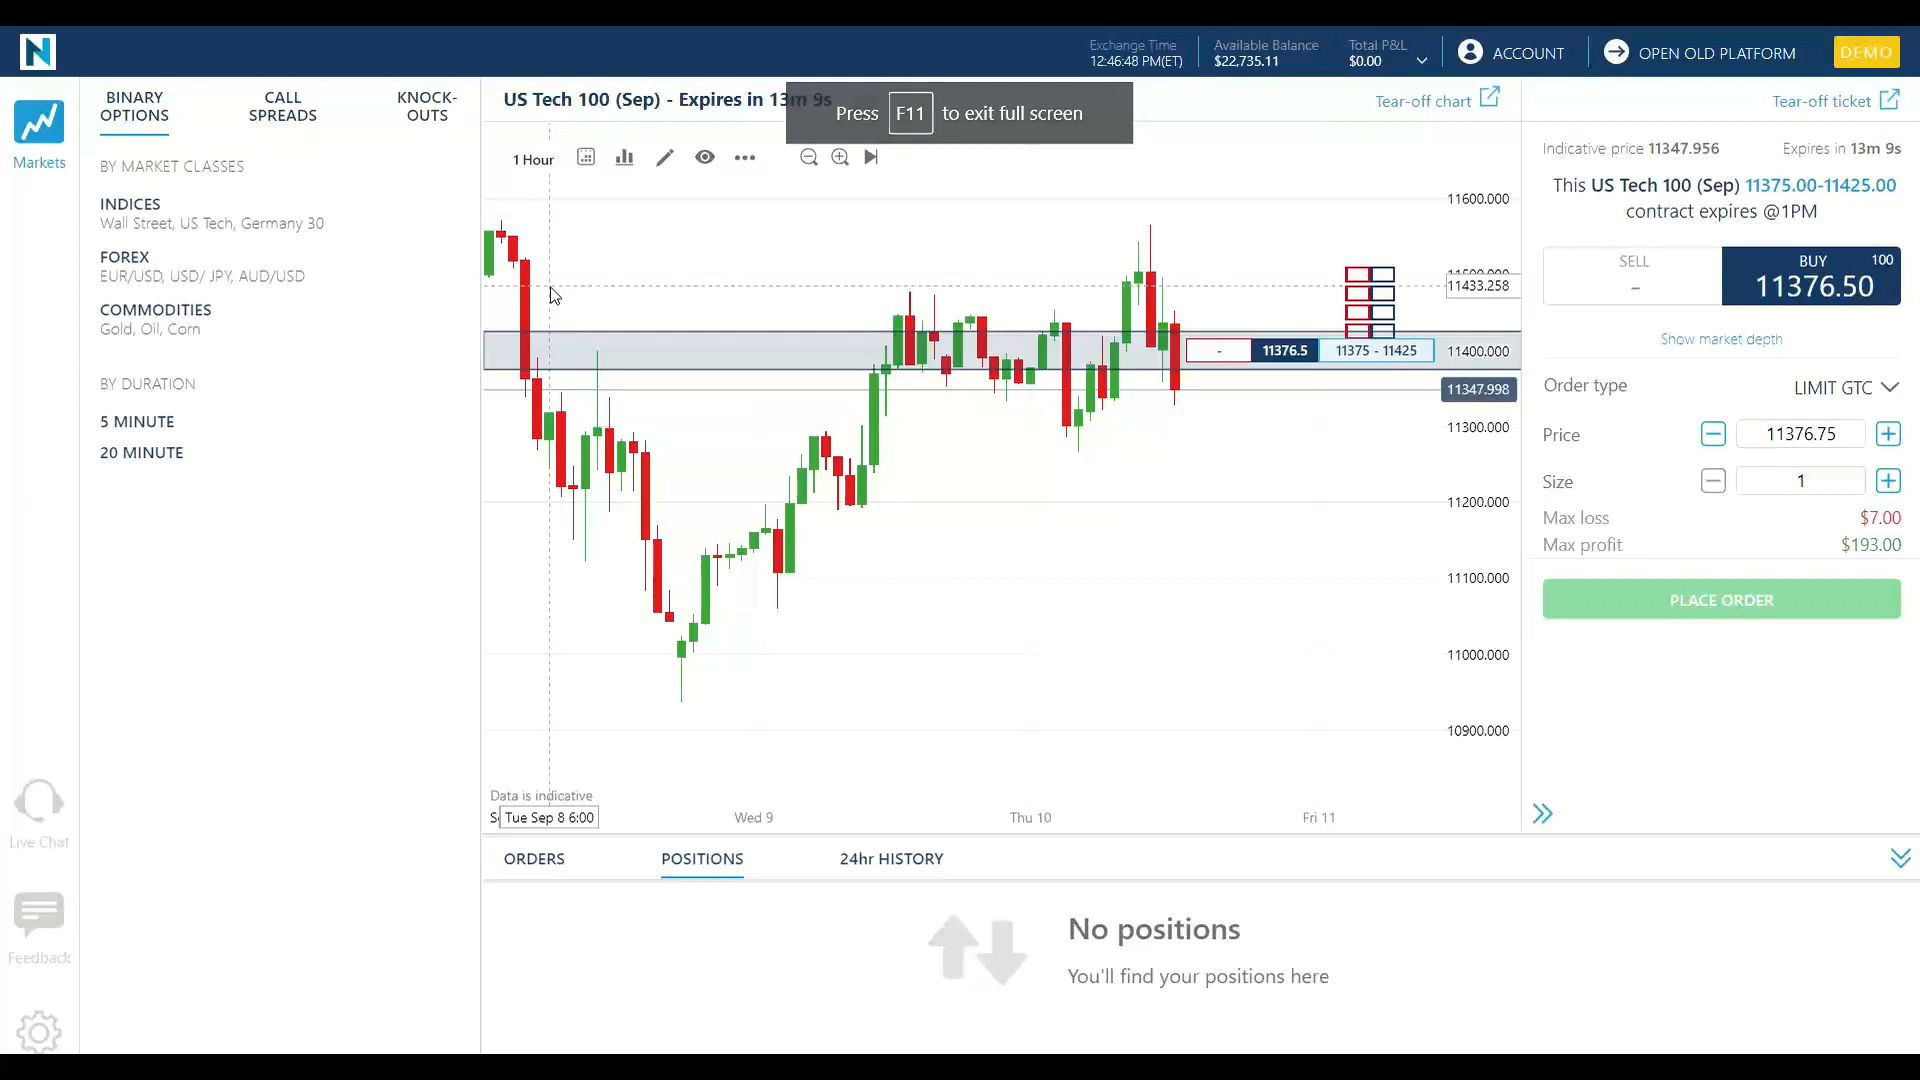 Exchange Time
12:46:48 PM(ET)
Available Balance
$22,735.11
Total P&L
$0.00
ACCOUNT
OPEN OLD PLATFORM
DEMO
Markets
BINARY
OPTIONS
CALL
SPREADS
KNOCK-
OUTS
BY MARKET CLASSES
INDICES
Wall Street, US Tech, Germany 30
FOREX
EUR/USD, USD/ JPY, AUD/USD
COMMODITIES
Gold, Oil, Corn
BY DURATION
5 MINUTE
20 MINUTE
Live Chat
Feedback
US Tech 100 (Sep) - Expires in 13m 9s
Press F11 to exit full screen
Tear-off chart
1 Hour
11600.000
11500.000
11433.258
11400.000
11347.998
11300.000
11200.000
11100.000
11000.000
10900.000
- 11376.5 11375 - 11425
Data is indicative
Tue Sep 8 6:00
Wed 9
Thu 10
Fri 11
Tear-off ticket
Indicative price 11347.956
Expires in 13m 9s
This US Tech 100 (Sep) 11375.00-11425.00
contract expires @1PM
SELL
-
BUY 100
11376.50
Show market depth
Order type LIMIT GTC
Price 11376.75
Size 1
Max loss $7.00
Max profit $193.00
PLACE ORDER
ORDERS
POSITIONS
24hr HISTORY
No positions
You'll find your positions here